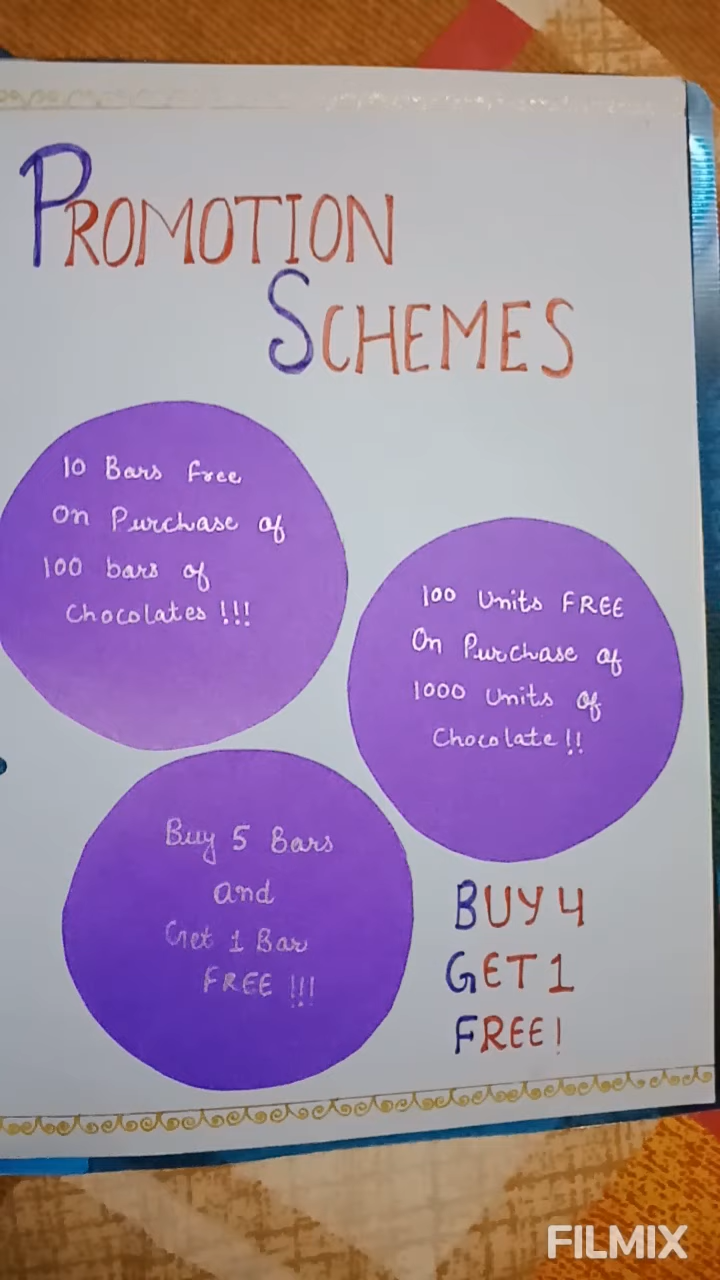 PROMOTION
SCHEMES
10 Bars Free
On Purchase of
100 bars of
Chocolates !!!
100 Units FREE
On Purchase of
1000 Units of
Chocolate !!
Buy 5 Bars
and
Get 1 Bar
FREE !!!
BUY 4
GET 1
FREE!
FILMIX